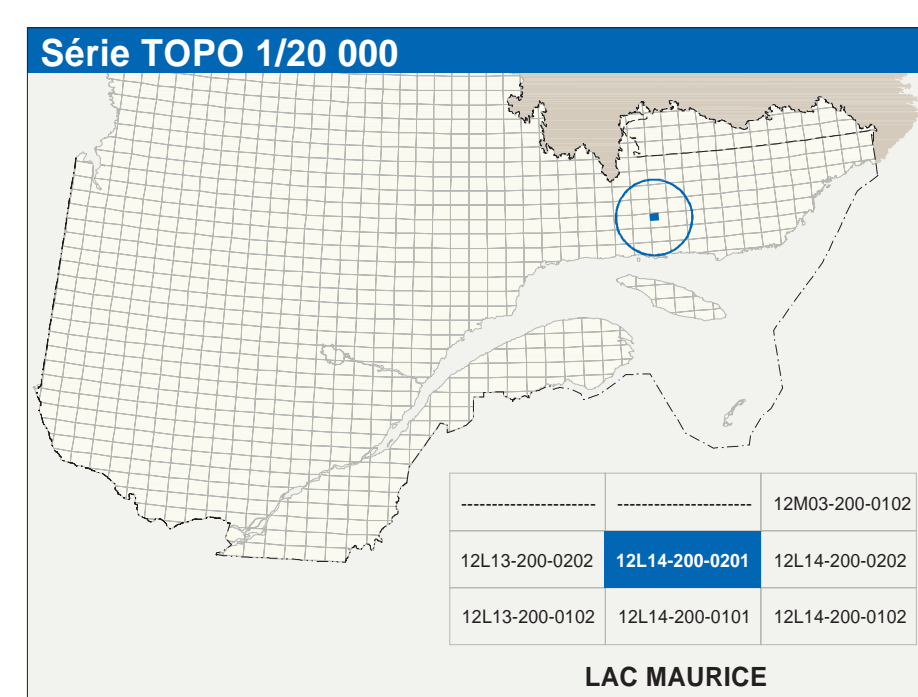 Série TOPO 1/20 000
--------------------- --------------------- 12M03-200-0102
12L13-200-0202 12L14-200-0201 12L14-200-0202
12L13-200-0102 12L14-200-0101 12L14-200-0102
LAC MAURICE